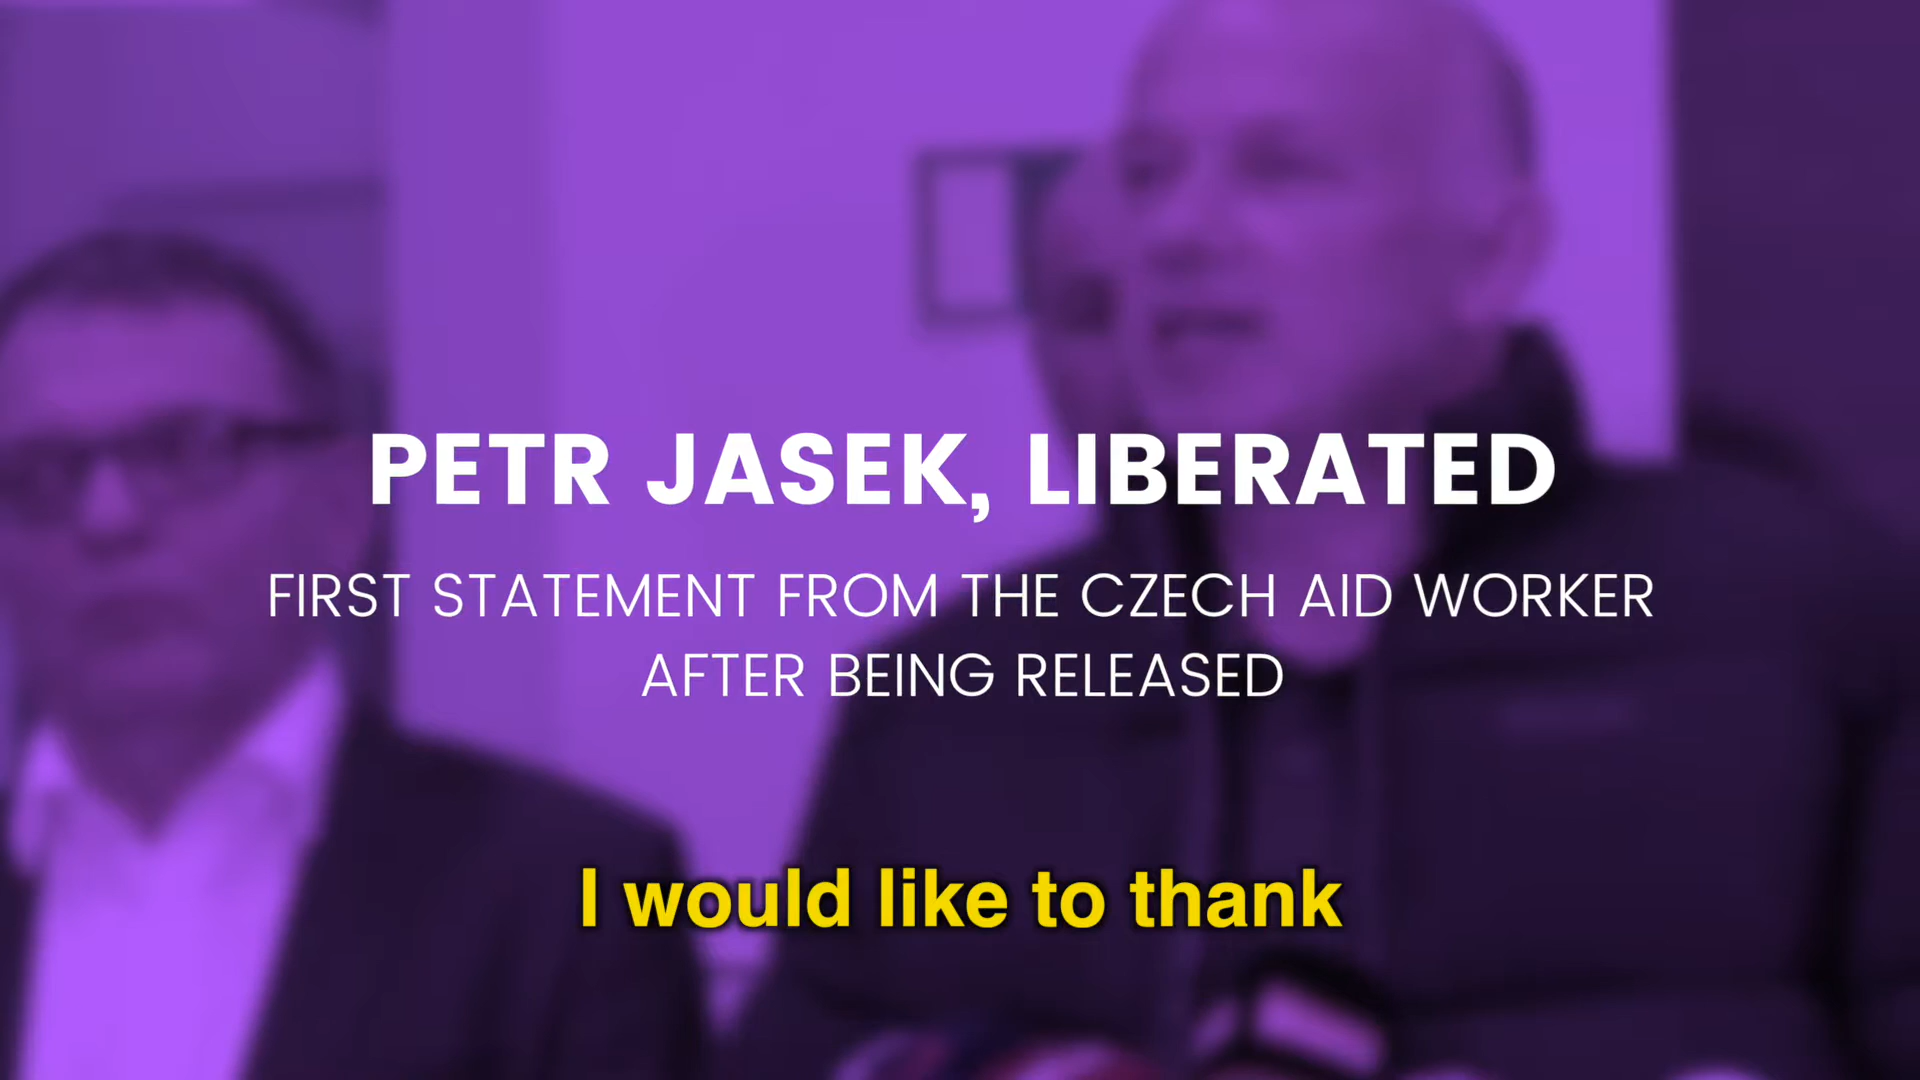 PETR JASEK, LIBERATED
FIRST STATEMENT FROM THE CZECH AID WORKER
AFTER BEING RELEASED
I would like to thank